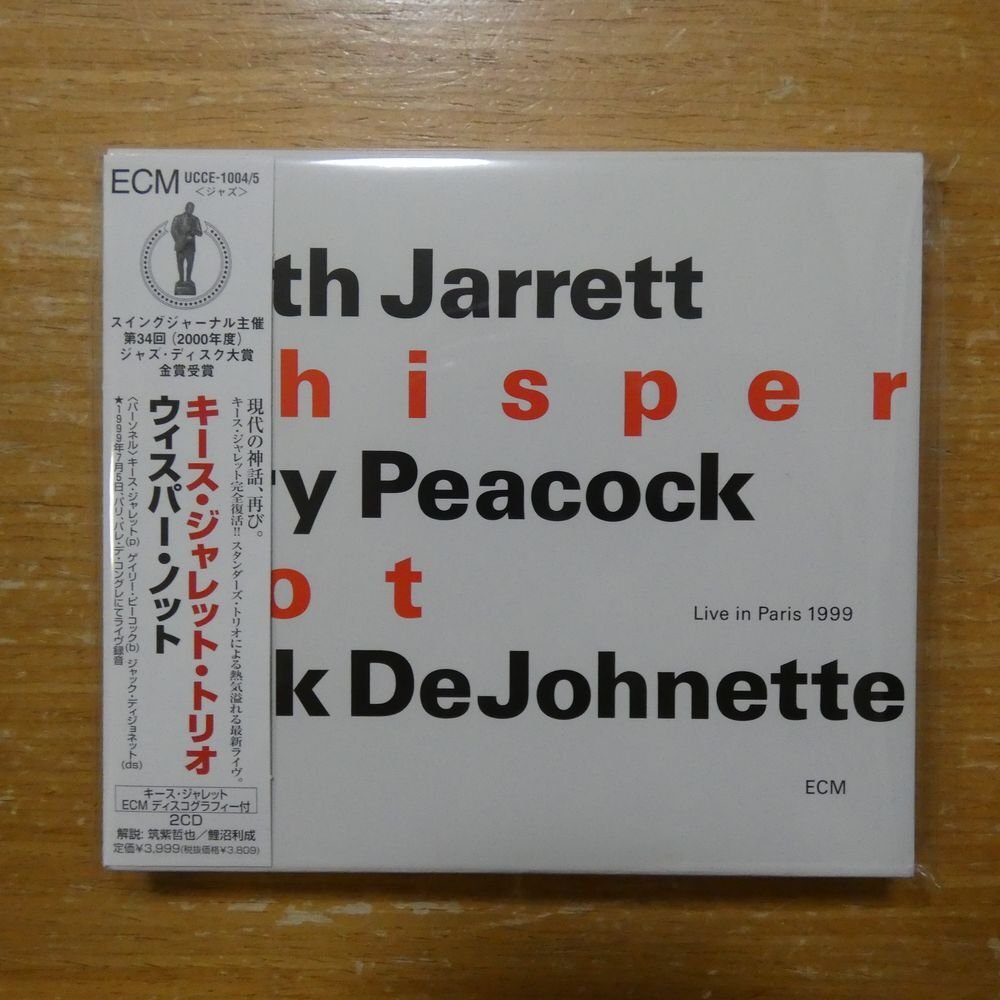 ECM UCCE-1004/5
<ジャズ>
スイングジャーナル主催
第34回 (2000年度)
ジャズ・ディスク大賞
金賞受賞
現代の神話、再び。
キース・ジャレット完全復活!! スタンダーズ・トリオによる熱気溢れる最新ライヴ。
キース・ジャレット・トリオ
ウィスパー・ノット
〈パーソネル〉キース・ジャレット(p) ゲイリー・ピーコック(b) ジャック・ディジョネット(ds)
★1999年7月5日、パリ、パレ・デ・コングレにてライヴ録音
キース・ジャレット
ECM ディスコグラフィー付
2CD
解説: 筑紫哲也/鯉沼利成
定価¥3,999(税抜価格¥3,809)
th Jarrett
hisper
ry Peacock
ot
Live in Paris 1999
k DeJohnette
ECM